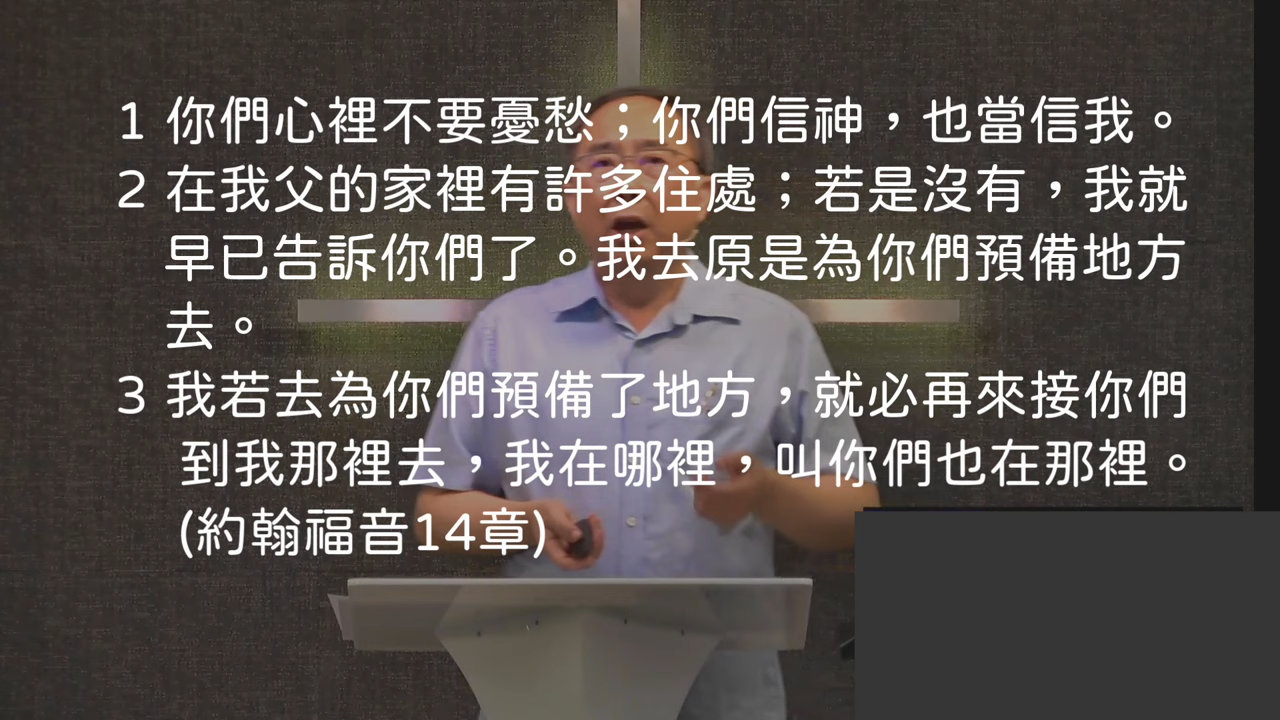 1 你們心裡不要憂愁；你們信神，也當信我。
2 在我父的家裡有許多住處；若是沒有，我就
早已告訴你們了。我去原是為你們預備地方
去。
3 我若去為你們預備了地方，就必再來接你們
到我那裡去，我在哪裡，叫你們也在那裡。
(約翰福音14章)